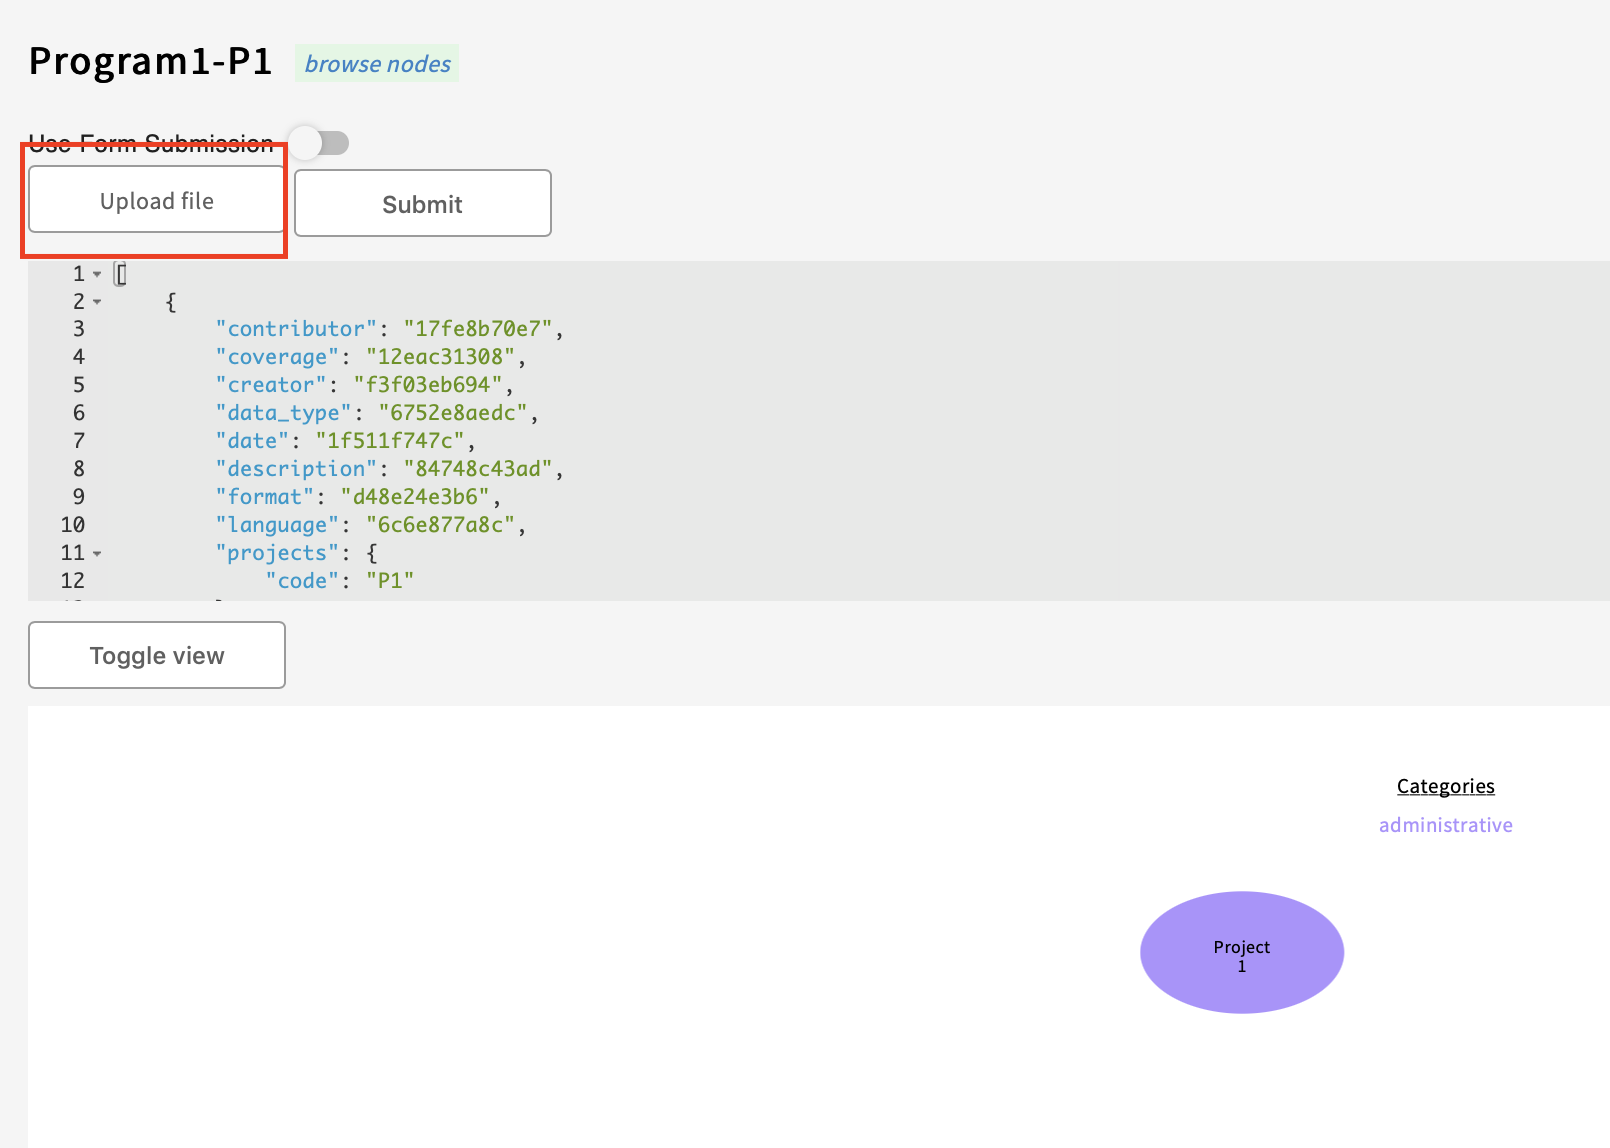 Program1-P1 browse nodes
Use Form Submission
Upload file Submit
1 [
2 {
3 "contributor": "17fe8b70e7",
4 "coverage": "12eac31308",
5 "creator": "f3f03eb694",
6 "data_type": "6752e8aedc",
7 "date": "1f511f747c",
8 "description": "84748c43ad",
9 "format": "d48e24e3b6",
10 "language": "6c6e877a8c",
11 "projects": {
12 "code": "P1"
Toggle view
Categories
administrative
Project
1